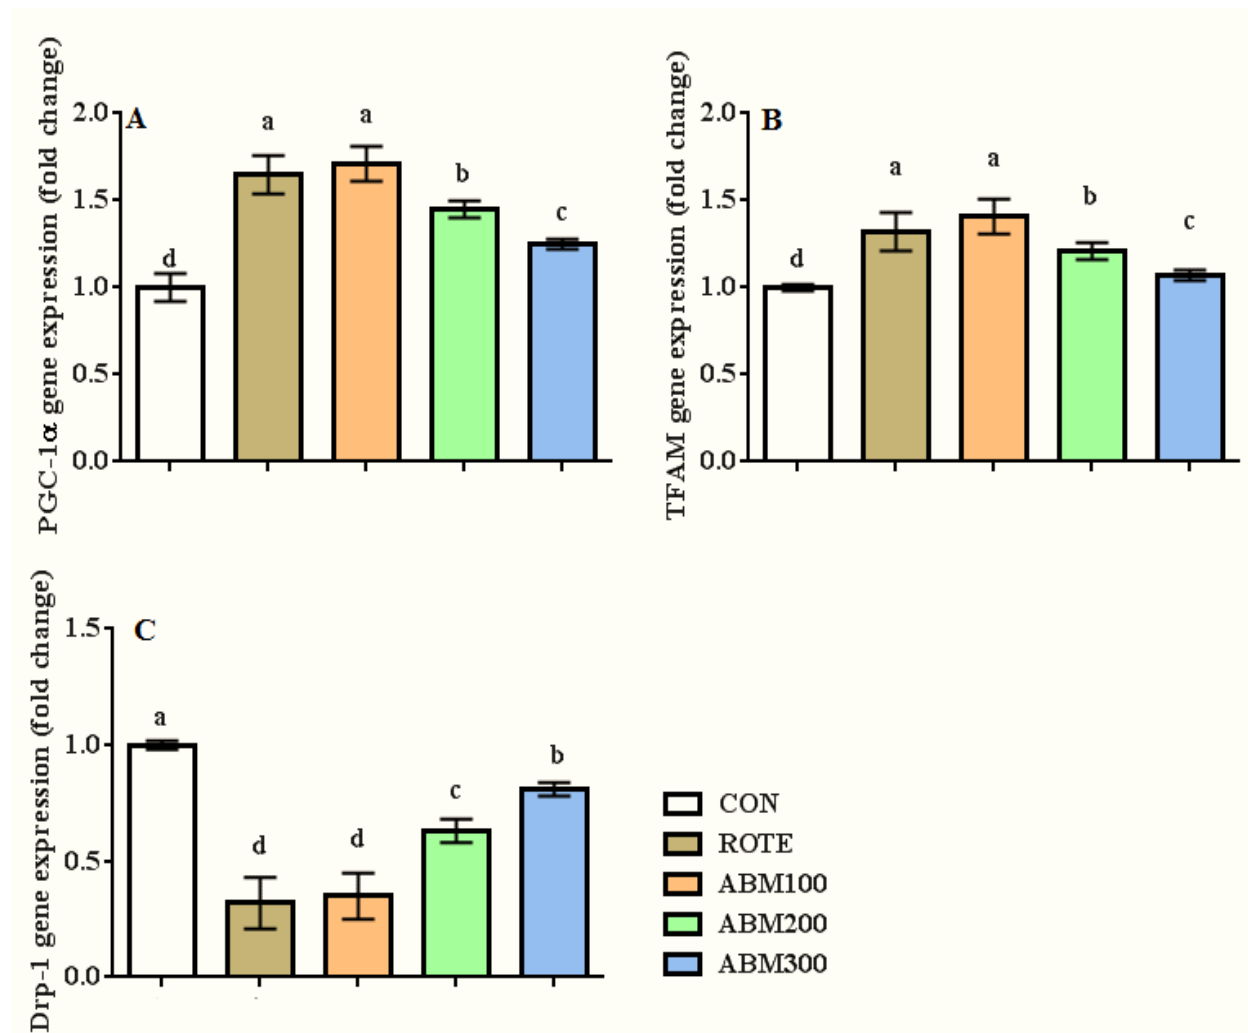 PGC-1α gene expression (fold change)
A
2.0
1.5
1.0
0.5
0.0
d
a
a
b
c
TFAM gene expression (fold change)
B
2.0
1.5
1.0
0.5
0.0
d
a
a
b
c
Drp-1 gene expression (fold change)
C
1.5
1.0
0.5
0.0
a
d
d
c
b
CON
ROTE
ABM100
ABM200
ABM300